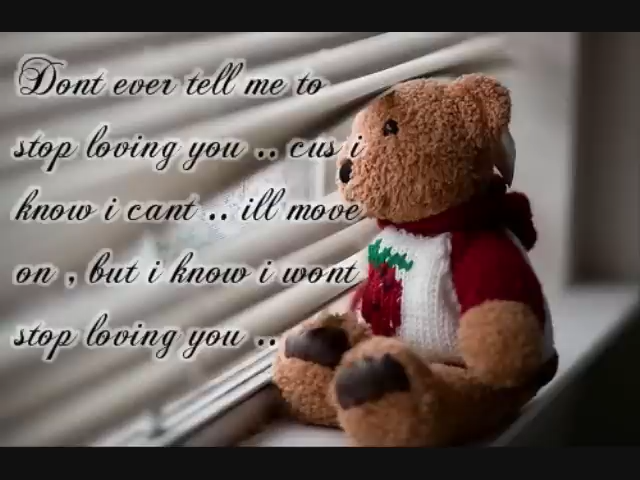 Dont ever tell me to
stop loving you .. cus i
know i cant .. ill move
on , but i know i wont
stop loving you ..